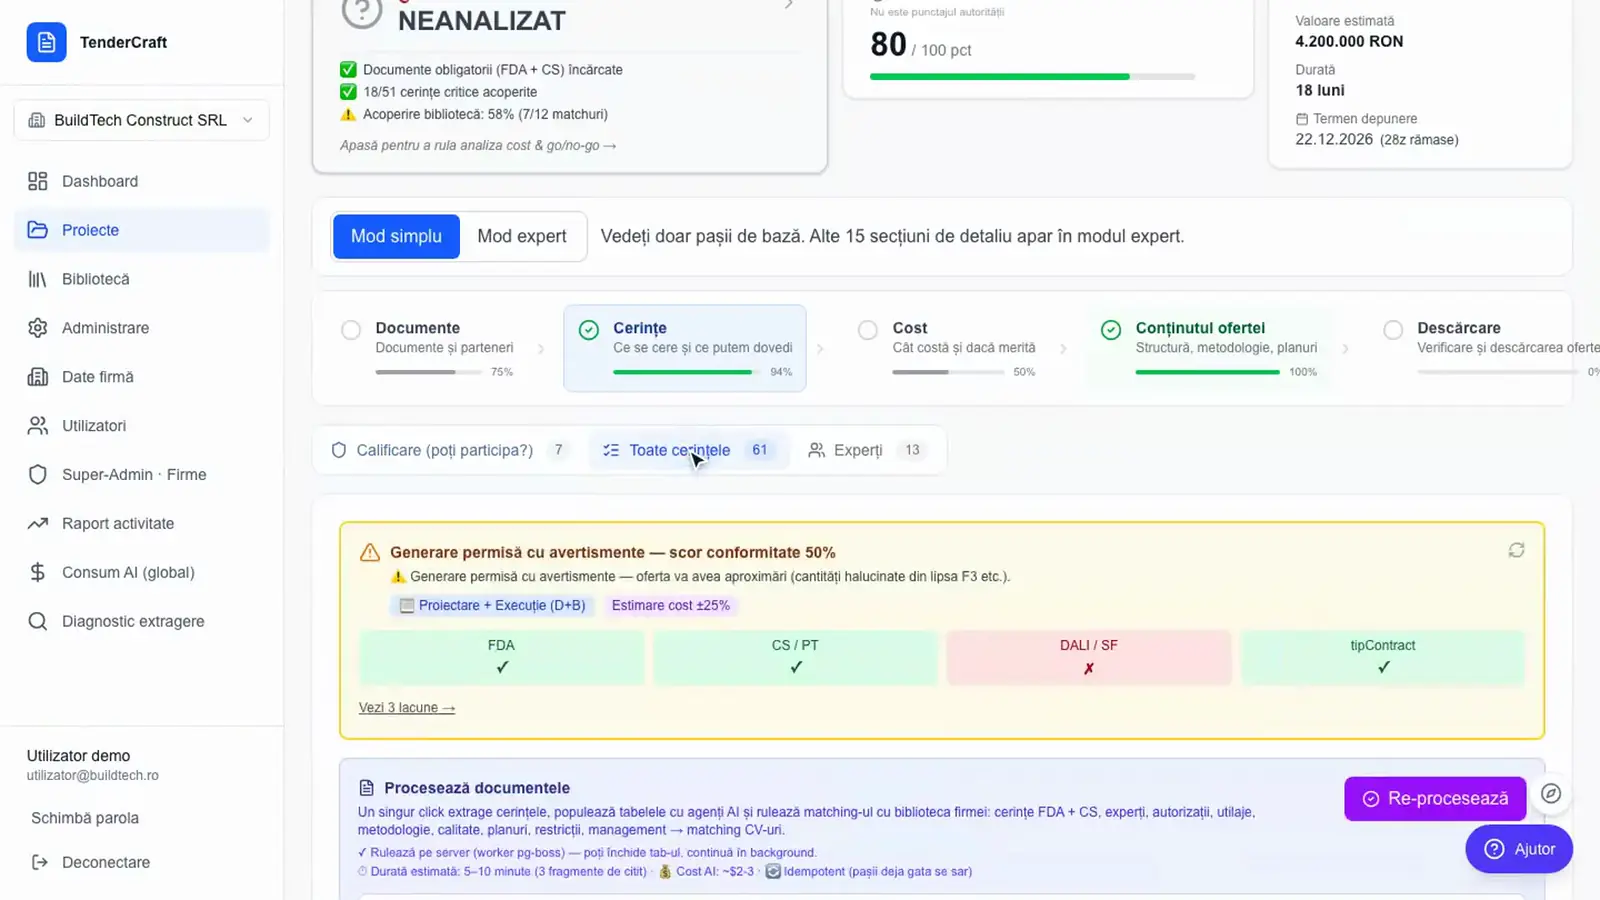 TenderCraft
BuildTech Construct SRL
Dashboard
Proiecte
Bibliotecă
Administrare
Date firmă
Utilizatori
Super-Admin · Firme
Raport activitate
Consum AI (global)
Diagnostic extragere
Utilizator demo
utilizator@buildtech.ro
Schimbă parola
Deconectare
NEANALIZAT
✅ Documente obligatorii (FDA + CS) încărcate
✅ 18/51 cerințe critice acoperite
⚠️ Acoperire bibliotecă: 58% (7/12 matchuri)
Apasă pentru a rula analiza cost & go/no-go →
Nu este punctajul autorității
80 / 100 pct
Valoare estimată
4.200.000 RON
Durată
18 luni
Termen depunere
22.12.2026 (28z rămase)
Mod simplu
Mod expert
Vedeți doar pașii de bază. Alte 15 secțiuni de detaliu apar în modul expert.
Documente
Documente și parteneri
75%
Cerințe
Ce se cere și ce putem dovedi
94%
Cost
Cât costă și dacă merită
50%
Conținutul ofertei
Structură, metodologie, planuri
100%
Descărcare
Verificare și descărcarea oferte
0%
Calificare (poți participa?) 7
Toate cerințele 61
Experți 13
Generare permisă cu avertismente — scor conformitate 50%
⚠️ Generare permisă cu avertismente — oferta va avea aproximări (cantități halucinate din lipsa F3 etc.).
Proiectare + Execuție (D+B)
Estimare cost ±25%
FDA
✓
CS / PT
✓
DALI / SF
✗
tipContract
✓
Vezi 3 lacune →
Procesează documentele
Un singur click extrage cerințele, populează tabelele cu agenți AI și rulează matching-ul cu biblioteca firmei: cerințe FDA + CS, experți, autorizații, utilaje,
metodologie, calitate, planuri, restricții, management → matching CV-uri.
✓ Rulează pe server (worker pg-boss) — poți închide tab-ul, continuă în background.
⏱ Durată estimată: 5–10 minute (3 fragmente de citit) · 💰 Cost AI: ~$2-3 · 🔄 Idempotent (pașii deja gata se sar)
Re-procesează
Ajutor